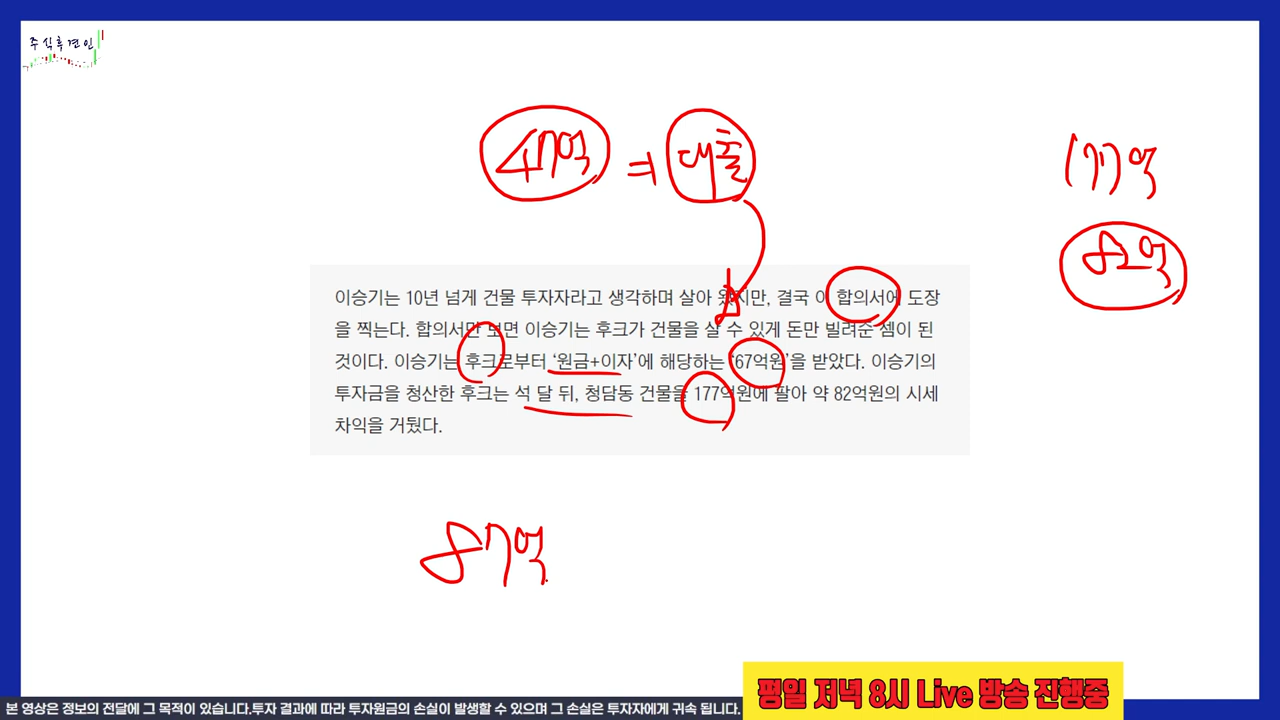 주식후견인
47억 ⇒ 대출
177억
82억
이승기는 10년 넘게 건물 투자자라고 생각하며 살아 왔지만, 결국 이 합의서에 도장
을 찍는다. 합의서만 보면 이승기는 후크가 건물을 살 수 있게 돈만 빌려준 셈이 된
것이다. 이승기는 후크로부터 ‘원금+이자’에 해당하는 ‘67억원’을 받았다. 이승기의
투자금을 청산한 후크는 석 달 뒤, 청담동 건물을 177억원에 팔아 약 82억원의 시세
차익을 거뒀다.
87억
평일 저녁 8시 Live 방송 진행중
본 영상은 정보의 전달에 그 목적이 있습니다.투자 결과에 따라 투자원금의 손실이 발생할 수 있으며 그 손실은 투자자에게 귀속 됩니다.